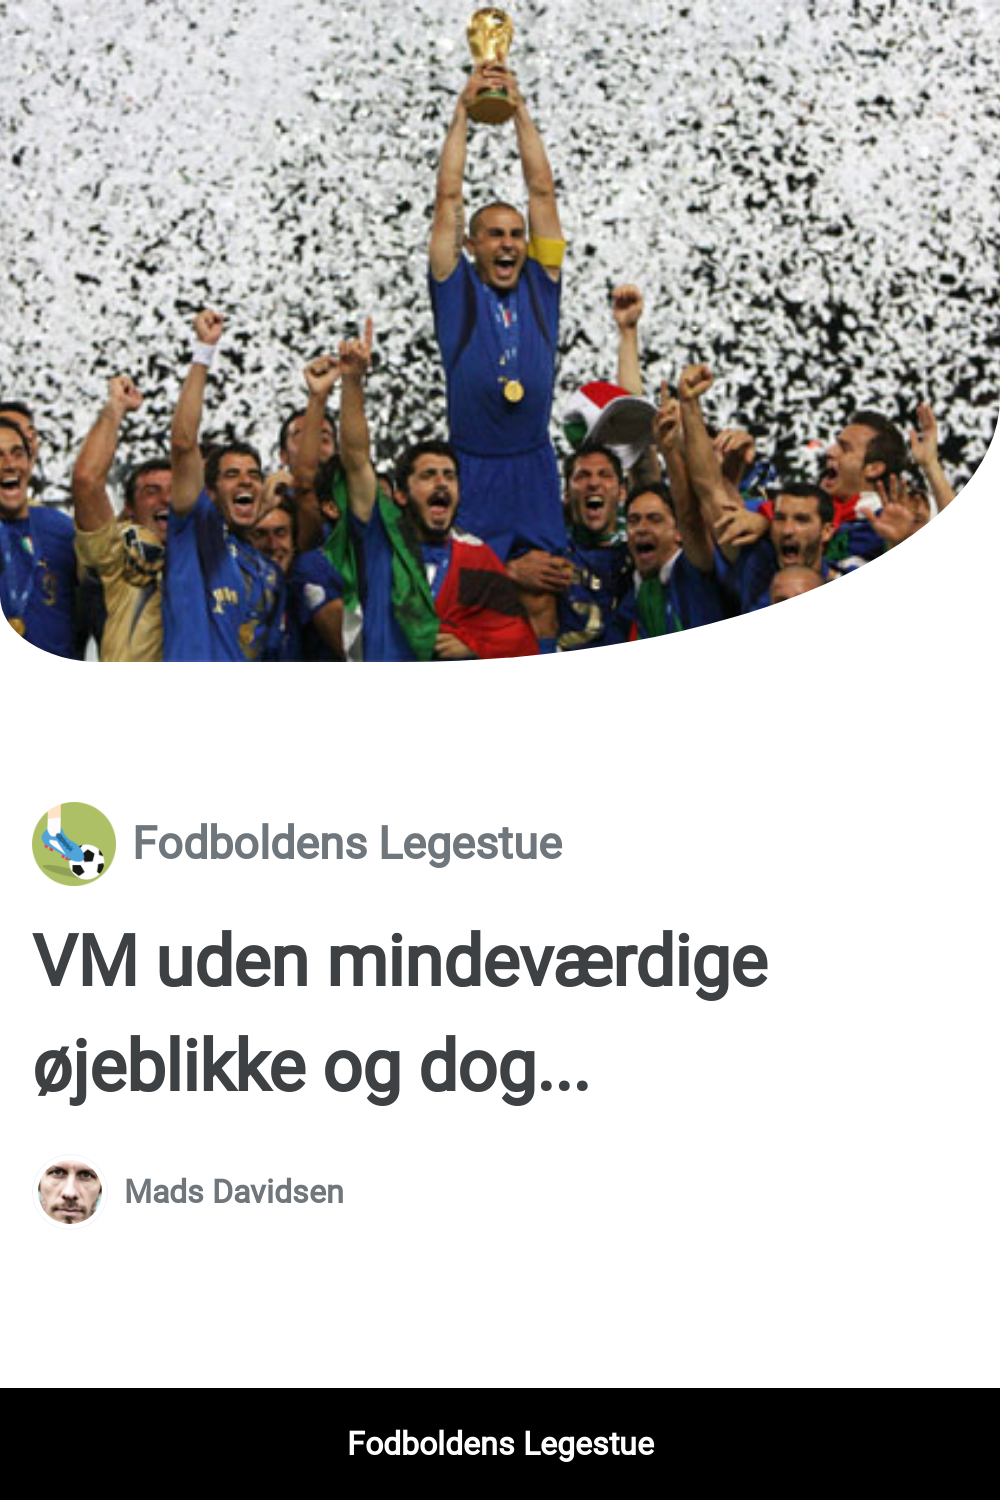 Fodboldens Legestue
VM uden mindeværdige
øjeblikke og dog...
Mads Davidsen
Fodboldens Legestue